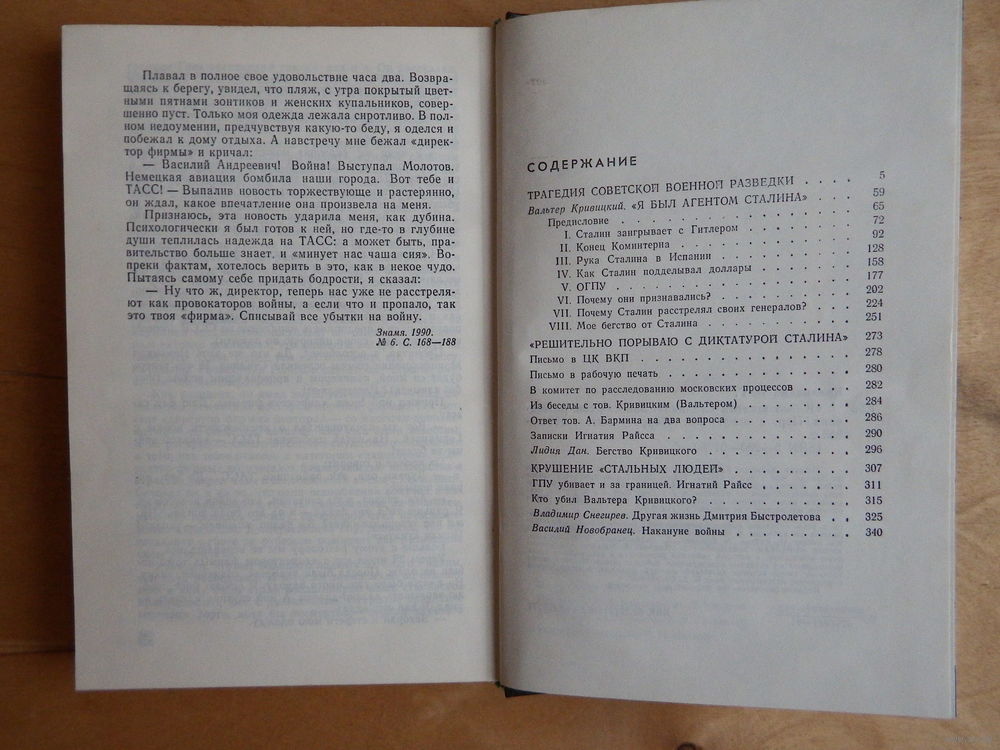 Плавал в полное свое удовольствие часа два. Возвра-
щаясь к берегу, увидел, что пляж, с утра покрытый цвет-
ными пятнами зонтиков и женских купальников, совер-
шенно пуст. Только моя одежда лежала сиротливо. В пол-
ном недоумении, предчувствуя какую-то беду, я оделся и
побежал к дому отдыха. А навстречу мне бежал «дирек-
тор фирмы» и кричал:
— Василий Андреевич! Война! Выступал Молотов.
Немецкая авиация бомбила наши города. Вот тебе и
ТАСС! — Выпалив новость торжествующе и растерянно,
он ждал, какое впечатление она произвела на меня.
Признаюсь, эта новость ударила меня, как дубина.
Психологически я был готов к ней, но где-то в глубине
души теплилась надежда на ТАСС: а может быть, пра-
вительство больше знает, и «минует нас чаша сия». Во-
преки фактам, хотелось верить в это, как в некое чудо.
Пытаясь самому себе придать бодрости, я сказал:
— Ну что ж, директор, теперь нас уже не расстреля-
ют как провокаторов войны, а если что и пропало, так
это твоя «фирма». Списывай все убытки на войну.
Знамя. 1990.
№ 6. С. 168—188
СОДЕРЖАНИЕ
ТРАГЕДИЯ СОВЕТСКОЙ ВОЕННОЙ РАЗВЕДКИ . . . . 5
Вальтер Кривицкий. «Я БЫЛ АГЕНТОМ СТАЛИНА» . . . 59
Предисловие . . . . . . . . . . . 65
I. Сталин заигрывает с Гитлером . . . . . . 72
II. Конец Коминтерна . . . . . . . . . 92
III. Рука Сталина в Испании . . . . . . . 128
IV. Как Сталин подделывал доллары . . . . . 158
V. ОГПУ . . . . . . . . . . . . 177
VI. Почему они признавались? . . . . . . . 202
VII. Почему Сталин расстрелял своих генералов? . . . 224
VIII. Мое бегство от Сталина . . . . . . . . 251
«РЕШИТЕЛЬНО ПОРЫВАЮ С ДИКТАТУРОЙ СТАЛИНА» 273
Письмо в ЦК ВКП . . . . . . . . . . . 278
Письмо в рабочую печать . . . . . . . . . . 280
В комитет по расследованию московских процессов . . . . 282
Из беседы с тов. Кривицким (Вальтером) . . . . . . . 284
Ответ тов. А. Бармина на два вопроса . . . . . . . 286
Записки Игнатия Райсса . . . . . . . . . . 290
Лидия Дан. Бегство Кривицкого . . . . . . . . 296
КРУШЕНИЕ «СТАЛЬНЫХ ЛЮДЕЙ» . . . . . . . 307
ГПУ убивает и за границей. Игнатий Райсс . . . . . . 311
Кто убил Вальтера Кривицкого? . . . . . . . . 315
Владимир Снегирев. Другая жизнь Дмитрия Быстролетова . . 325
Василий Новобранец. Накануне войны . . . . . . . 340